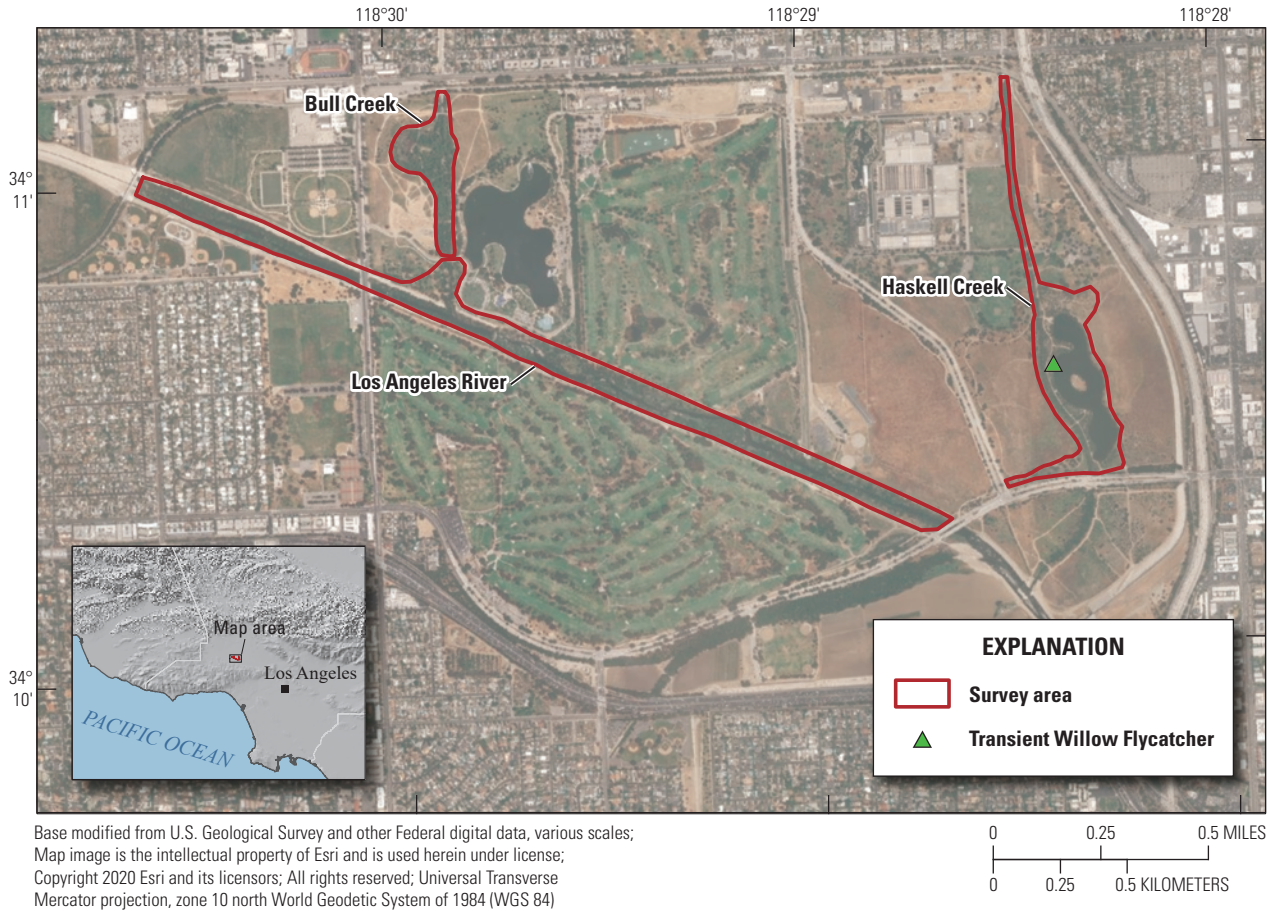 118°30'
118°29'
118°28'
Bull Creek
34°
11'
Haskell Creek
Los Angeles River
34°
10'
Map area
Los Angeles
PACIFIC OCEAN
EXPLANATION
Survey area
Transient Willow Flycatcher
Base modified from U.S. Geological Survey and other Federal digital data, various scales;
Map image is the intellectual property of Esri and is used herein under license;
Copyright 2020 Esri and its licensors; All rights reserved; Universal Transverse
Mercator projection, zone 10 north World Geodetic System of 1984 (WGS 84)
0 0.25 0.5 MILES
0 0.25 0.5 KILOMETERS